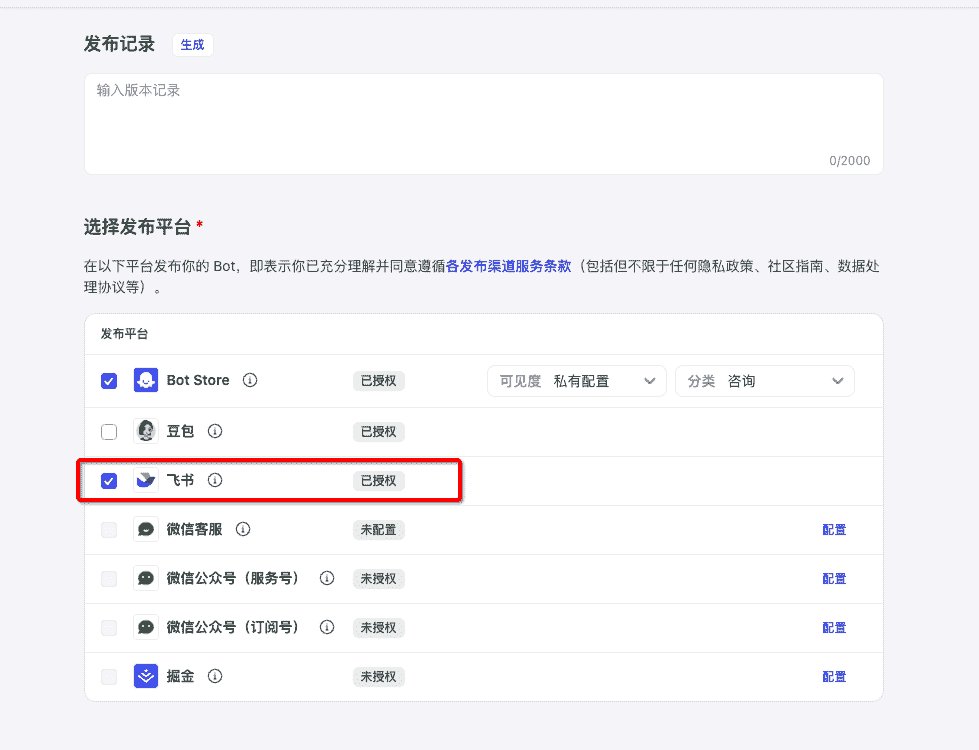 发布记录 生成
输入版本记录
0/2000
选择发布平台 *
在以下平台发布你的 Bot，即表示你已充分理解并同意遵循各发布渠道服务条款（包括但不限于任何隐私政策、社区指南、数据处
理协议等）。
发布平台
Bot Store 已授权 可见度 私有配置 分类 咨询
豆包 已授权
飞书 已授权
微信客服 未配置 配置
微信公众号（服务号） 未授权 配置
微信公众号（订阅号） 未授权 配置
掘金 未授权 配置